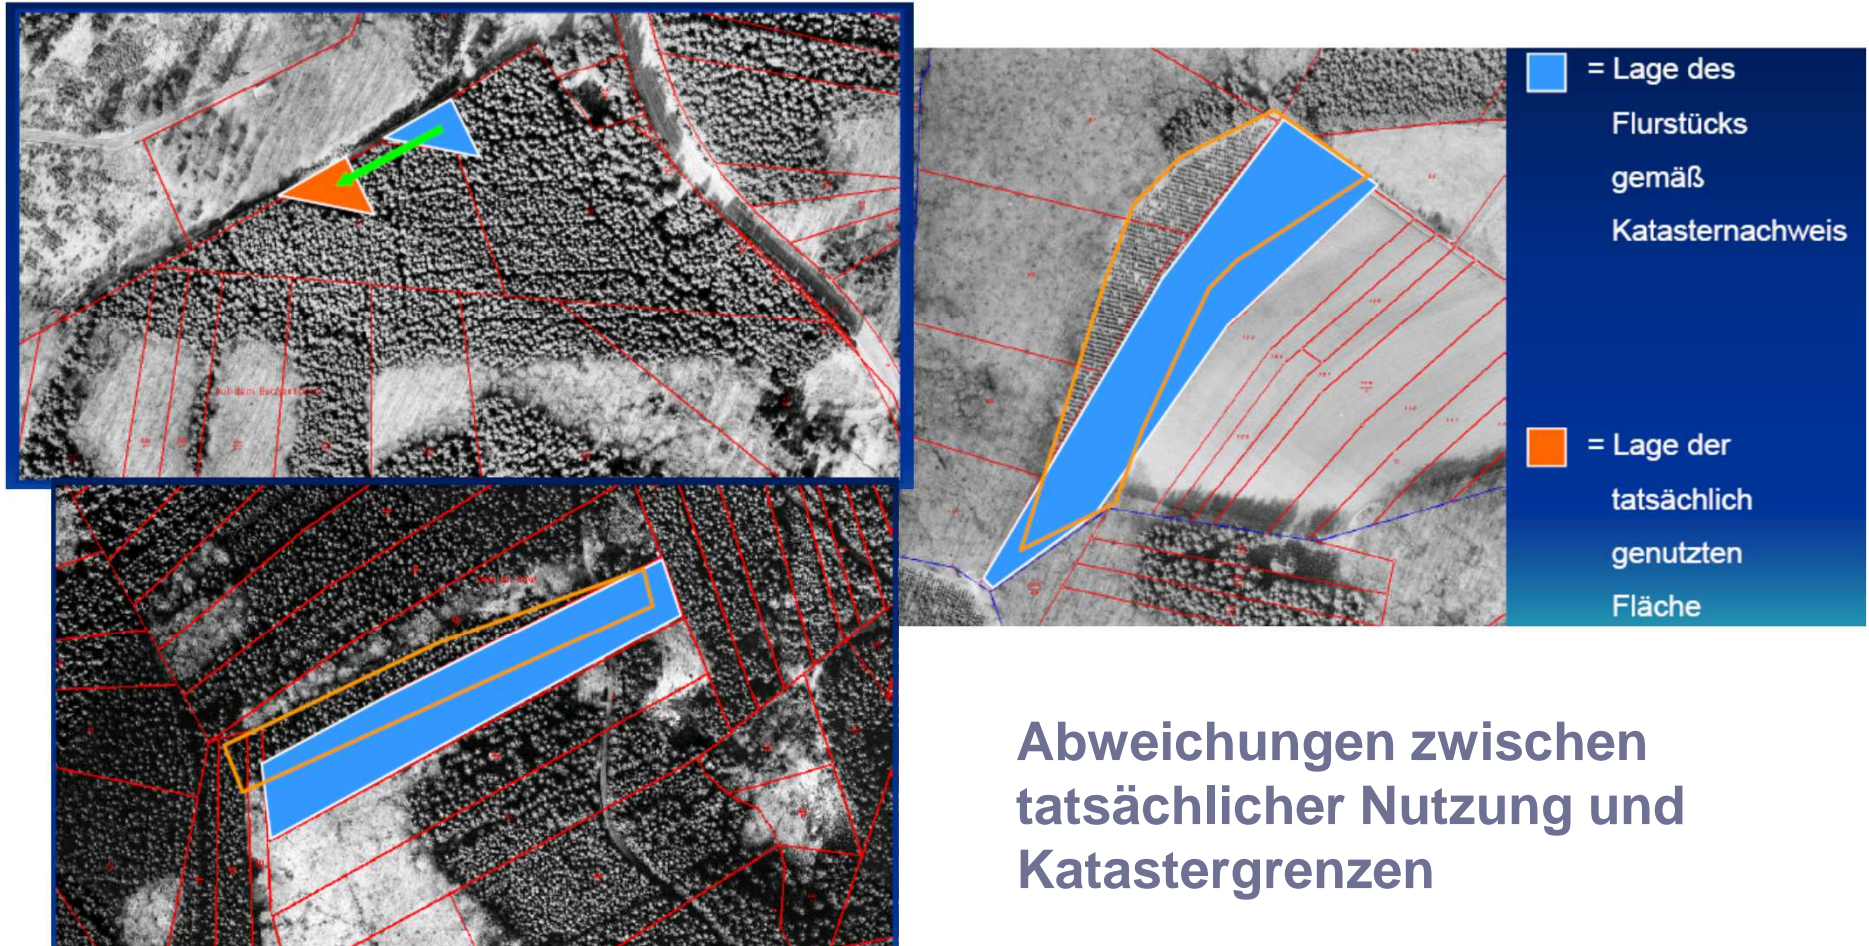 = Lage des
Flurstücks
gemäß
Katasternachweis
= Lage der
tatsächlich
genutzten
Fläche
Abweichungen zwischen
tatsächlicher Nutzung und
Katastergrenzen